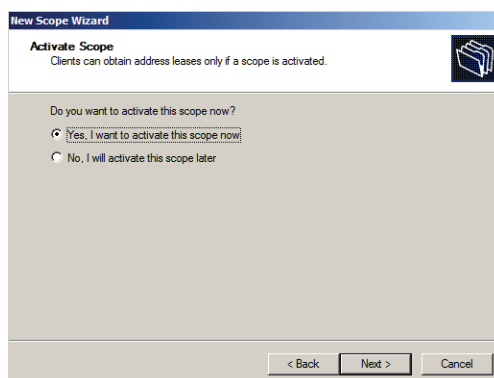 New Scope Wizard
Activate Scope
Clients can obtain address leases only if a scope is activated.
Do you want to activate this scope now?
Yes, I want to activate this scope now
No, I will activate this scope later
< Back Next > Cancel